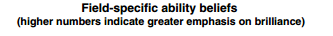 Field-specific ability beliefs
(higher numbers indicate greater emphasis on brilliance)